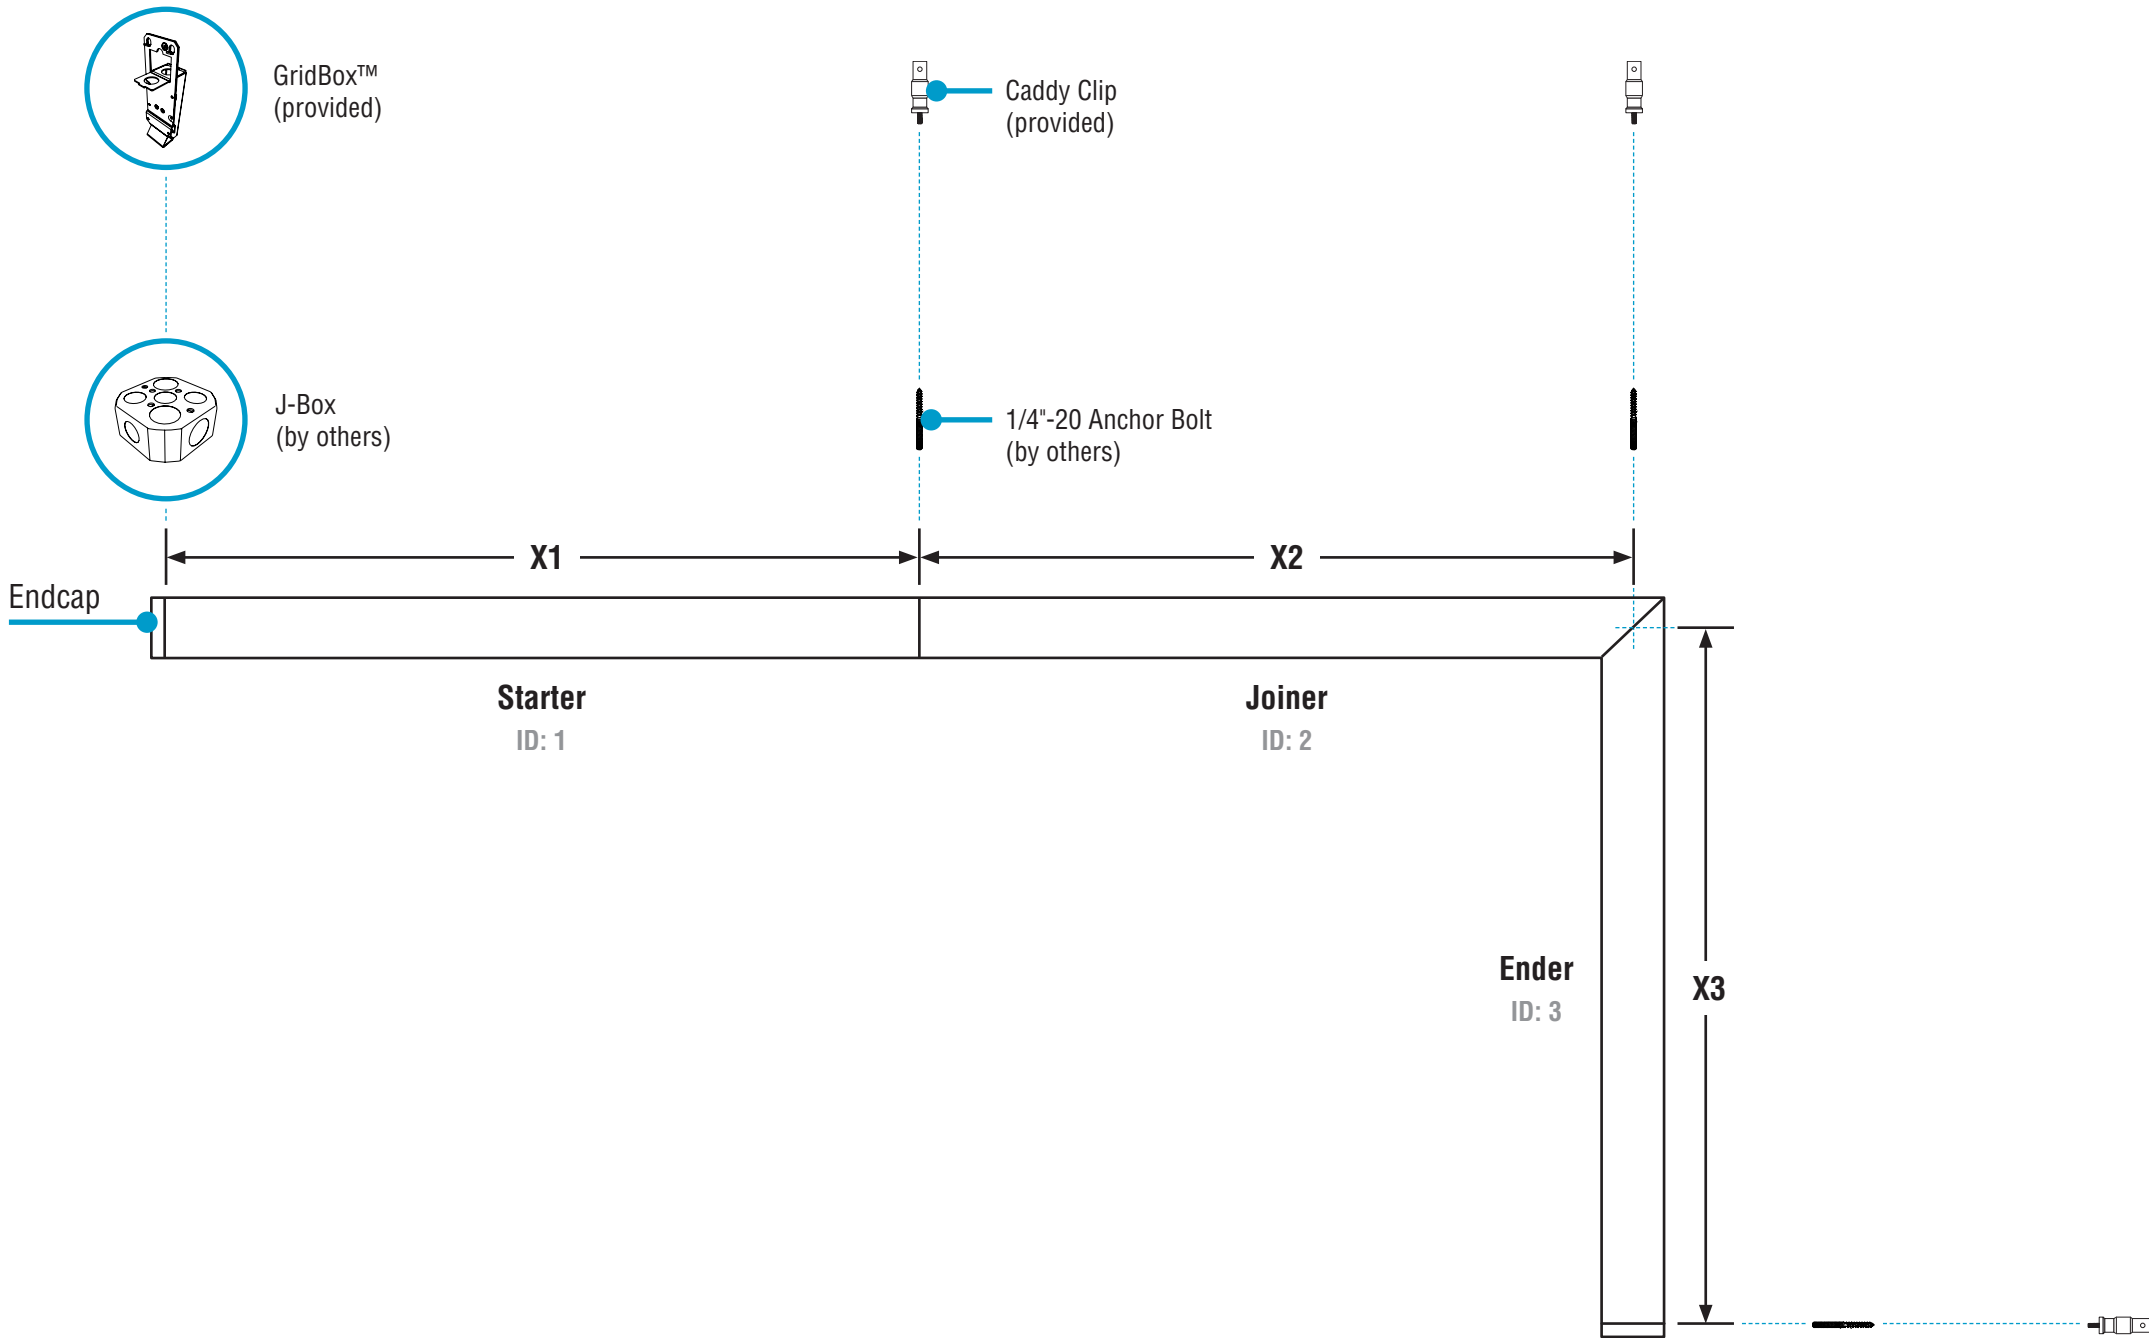 GridBox™
(provided)
Caddy Clip
(provided)
J-Box
(by others)
1/4"-20 Anchor Bolt
(by others)
X1
X2
Endcap
Starter
ID: 1
Joiner
ID: 2
Ender
ID: 3
X3